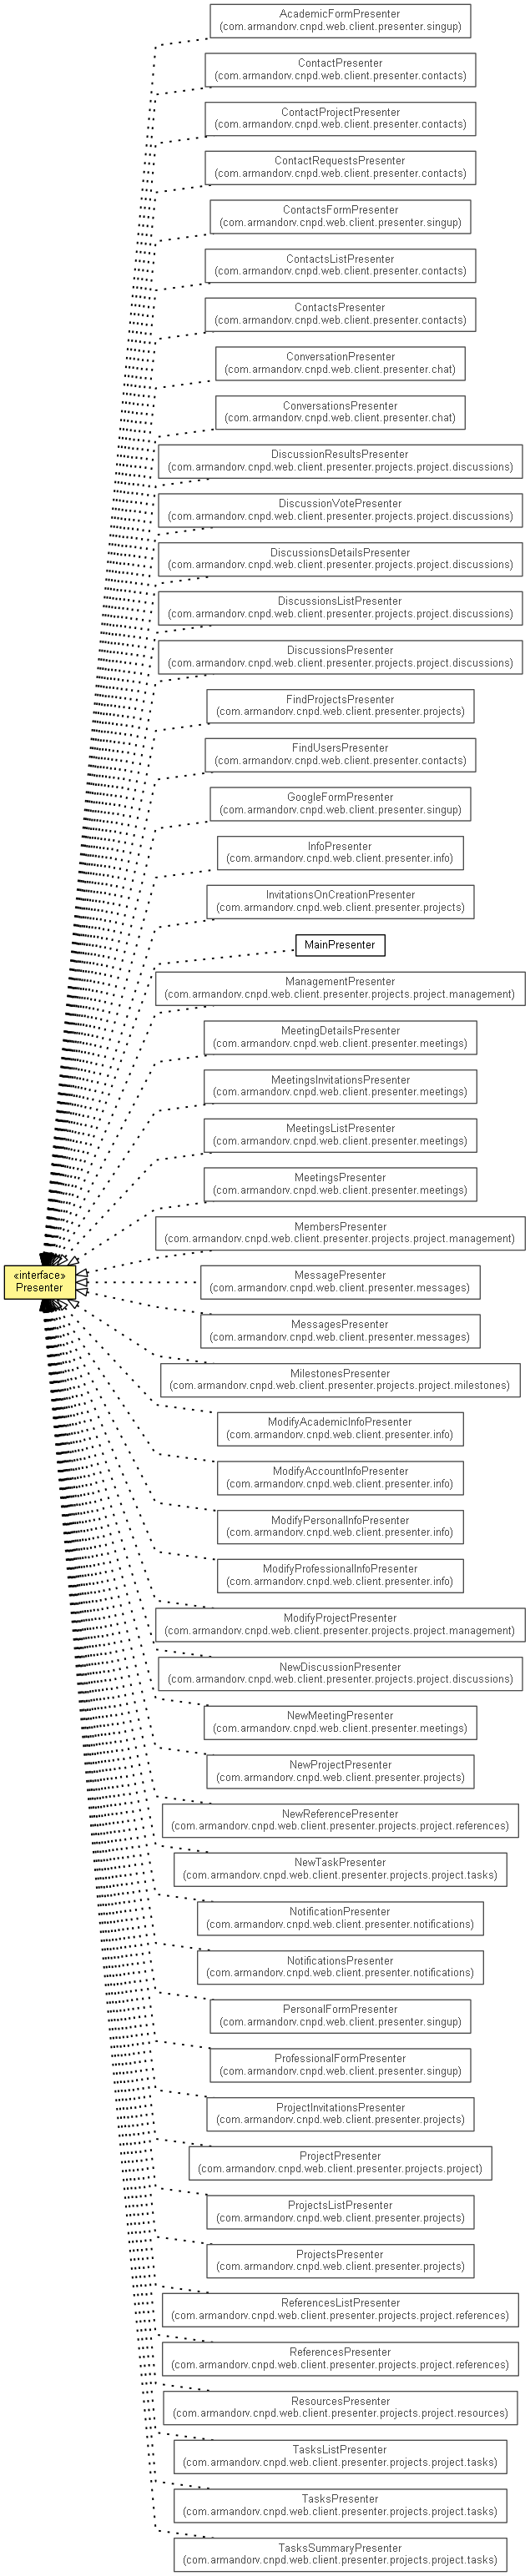 AcademicFormPresenter
(com.armandorv.cnpd.web.client.presenter.singup)
ContactPresenter
(com.armandorv.cnpd.web.client.presenter.contacts)
ContactProjectPresenter
(com.armandorv.cnpd.web.client.presenter.contacts)
ContactRequestsPresenter
(com.armandorv.cnpd.web.client.presenter.contacts)
ContactsFormPresenter
(com.armandorv.cnpd.web.client.presenter.singup)
ContactsListPresenter
(com.armandorv.cnpd.web.client.presenter.contacts)
ContactsPresenter
(com.armandorv.cnpd.web.client.presenter.contacts)
ConversationPresenter
(com.armandorv.cnpd.web.client.presenter.chat)
ConversationsPresenter
(com.armandorv.cnpd.web.client.presenter.chat)
DiscussionResultsPresenter
(com.armandorv.cnpd.web.client.presenter.projects.project.discussions)
DiscussionVotePresenter
(com.armandorv.cnpd.web.client.presenter.projects.project.discussions)
DiscussionsDetailsPresenter
(com.armandorv.cnpd.web.client.presenter.projects.project.discussions)
DiscussionsListPresenter
(com.armandorv.cnpd.web.client.presenter.projects.project.discussions)
DiscussionsPresenter
(com.armandorv.cnpd.web.client.presenter.projects.project.discussions)
FindProjectsPresenter
(com.armandorv.cnpd.web.client.presenter.projects)
FindUsersPresenter
(com.armandorv.cnpd.web.client.presenter.contacts)
GoogleFormPresenter
(com.armandorv.cnpd.web.client.presenter.singup)
InfoPresenter
(com.armandorv.cnpd.web.client.presenter.info)
InvitationsOnCreationPresenter
(com.armandorv.cnpd.web.client.presenter.projects)
MainPresenter
ManagementPresenter
(com.armandorv.cnpd.web.client.presenter.projects.project.management)
MeetingDetailsPresenter
(com.armandorv.cnpd.web.client.presenter.meetings)
MeetingsInvitationsPresenter
(com.armandorv.cnpd.web.client.presenter.meetings)
MeetingsListPresenter
(com.armandorv.cnpd.web.client.presenter.meetings)
MeetingsPresenter
(com.armandorv.cnpd.web.client.presenter.meetings)
MembersPresenter
(com.armandorv.cnpd.web.client.presenter.projects.project.management)
«interface»
Presenter
MessagePresenter
(com.armandorv.cnpd.web.client.presenter.messages)
MessagesPresenter
(com.armandorv.cnpd.web.client.presenter.messages)
MilestonesPresenter
(com.armandorv.cnpd.web.client.presenter.projects.project.milestones)
ModifyAcademicInfoPresenter
(com.armandorv.cnpd.web.client.presenter.info)
ModifyAccountInfoPresenter
(com.armandorv.cnpd.web.client.presenter.info)
ModifyPersonalInfoPresenter
(com.armandorv.cnpd.web.client.presenter.info)
ModifyProfessionalInfoPresenter
(com.armandorv.cnpd.web.client.presenter.info)
ModifyProjectPresenter
(com.armandorv.cnpd.web.client.presenter.projects.project.management)
NewDiscussionPresenter
(com.armandorv.cnpd.web.client.presenter.projects.project.discussions)
NewMeetingPresenter
(com.armandorv.cnpd.web.client.presenter.meetings)
NewProjectPresenter
(com.armandorv.cnpd.web.client.presenter.projects)
NewReferencePresenter
(com.armandorv.cnpd.web.client.presenter.projects.project.references)
NewTaskPresenter
(com.armandorv.cnpd.web.client.presenter.projects.project.tasks)
NotificationPresenter
(com.armandorv.cnpd.web.client.presenter.notifications)
NotificationsPresenter
(com.armandorv.cnpd.web.client.presenter.notifications)
PersonalFormPresenter
(com.armandorv.cnpd.web.client.presenter.singup)
ProfessionalFormPresenter
(com.armandorv.cnpd.web.client.presenter.singup)
ProjectInvitationsPresenter
(com.armandorv.cnpd.web.client.presenter.projects)
ProjectPresenter
(com.armandorv.cnpd.web.client.presenter.projects.project)
ProjectsListPresenter
(com.armandorv.cnpd.web.client.presenter.projects)
ProjectsPresenter
(com.armandorv.cnpd.web.client.presenter.projects)
ReferencesListPresenter
(com.armandorv.cnpd.web.client.presenter.projects.project.references)
ReferencesPresenter
(com.armandorv.cnpd.web.client.presenter.projects.project.references)
ResourcesPresenter
(com.armandorv.cnpd.web.client.presenter.projects.project.resources)
TasksListPresenter
(com.armandorv.cnpd.web.client.presenter.projects.project.tasks)
TasksPresenter
(com.armandorv.cnpd.web.client.presenter.projects.project.tasks)
TasksSummaryPresenter
(com.armandorv.cnpd.web.client.presenter.projects.project.tasks)